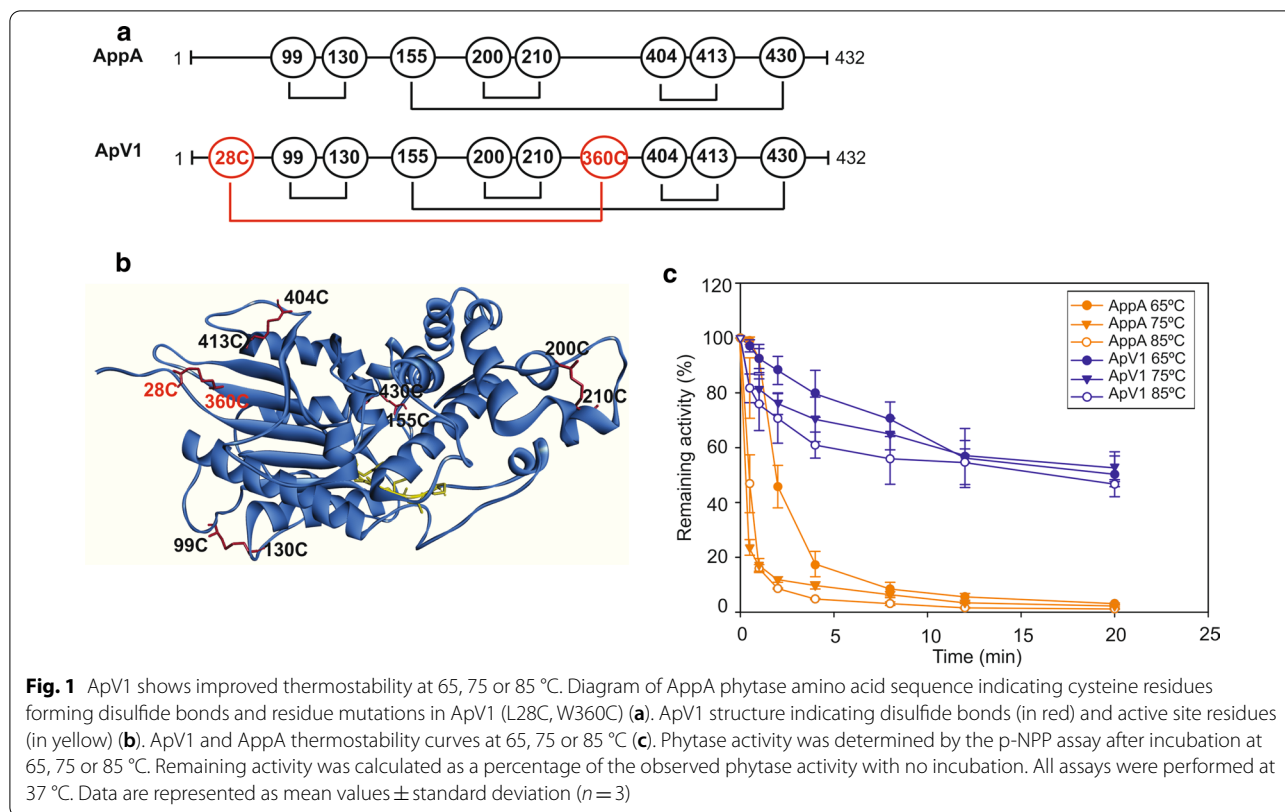 a
AppA 1 99 130 155 200 210 404 413 430 432
ApV1 1 28C 99 130 155 200 210 360C 404 413 430 432
b
404C
413C
28C
360C
430C
155C
200C
210C
99C
130C
c
Remaining activity (%)
120
100
80
60
40
20
0
0 5 10 15 20 25
Time (min)
AppA 65ºC
AppA 75ºC
AppA 85ºC
ApV1 65ºC
ApV1 75ºC
ApV1 85ºC
Fig. 1 ApV1 shows improved thermostability at 65, 75 or 85 °C. Diagram of AppA phytase amino acid sequence indicating cysteine residues
forming disulfide bonds and residue mutations in ApV1 (L28C, W360C) (a). ApV1 structure indicating disulfide bonds (in red) and active site residues
(in yellow) (b). ApV1 and AppA thermostability curves at 65, 75 or 85 °C (c). Phytase activity was determined by the p-NPP assay after incubation at
65, 75 or 85 °C. Remaining activity was calculated as a percentage of the observed phytase activity with no incubation. All assays were performed at
37 °C. Data are represented as mean values ± standard deviation (n = 3)